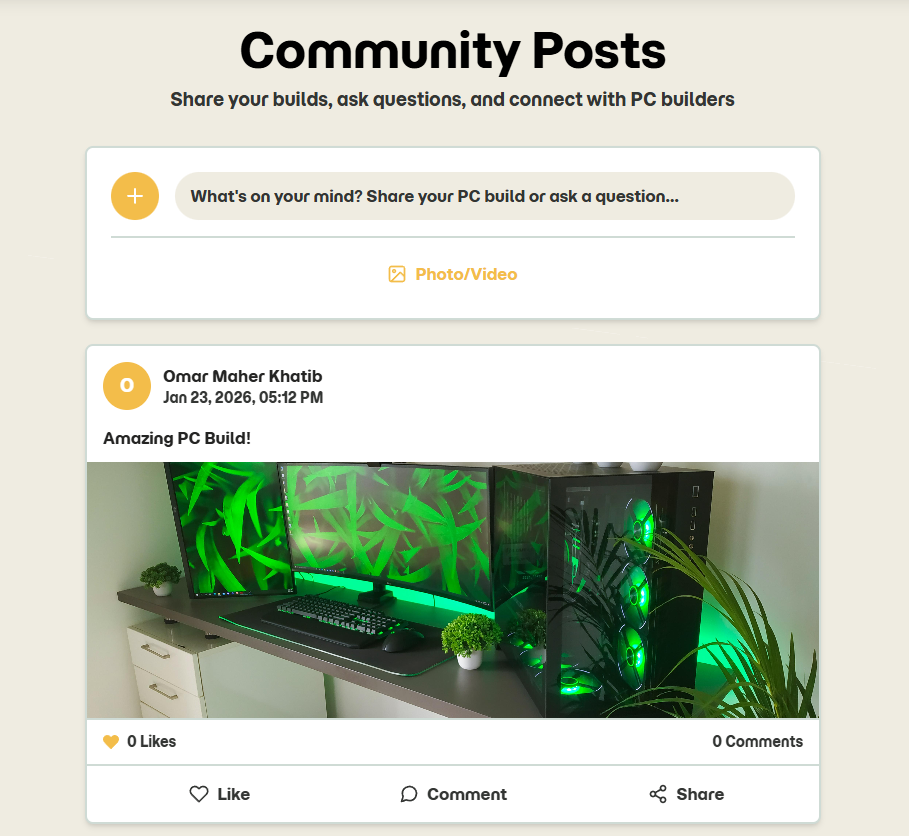 Community Posts
Share your builds, ask questions, and connect with PC builders
What's on your mind? Share your PC build or ask a question...
Photo/Video
O
Omar Maher Khatib
Jan 23, 2026, 05:12 PM
Amazing PC Build!
0 Likes
0 Comments
Like
Comment
Share